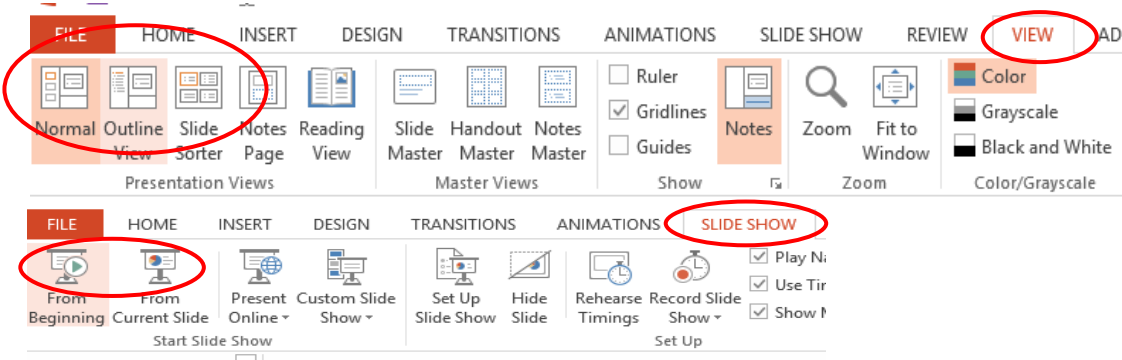 FILE HOME INSERT DESIGN TRANSITIONS ANIMATIONS SLIDE SHOW REVIEW VIEW AD
Ruler Color
Gridlines Grayscale
Normal Outline Slide Notes Reading Slide Handout Notes Notes Zoom Fit to
View Sorter Page View Master Master Master Guides Window Black and White
Presentation Views Master Views Show Zoom Color/Grayscale
FILE HOME INSERT DESIGN TRANSITIONS ANIMATIONS SLIDE SHOW
Play
Use
From From Present Custom Slide Set Up Hide Rehearse Record Slide
Beginning Current Slide Online Show Slide Show Slide Timings Show Show
Start Slide Show Set Up